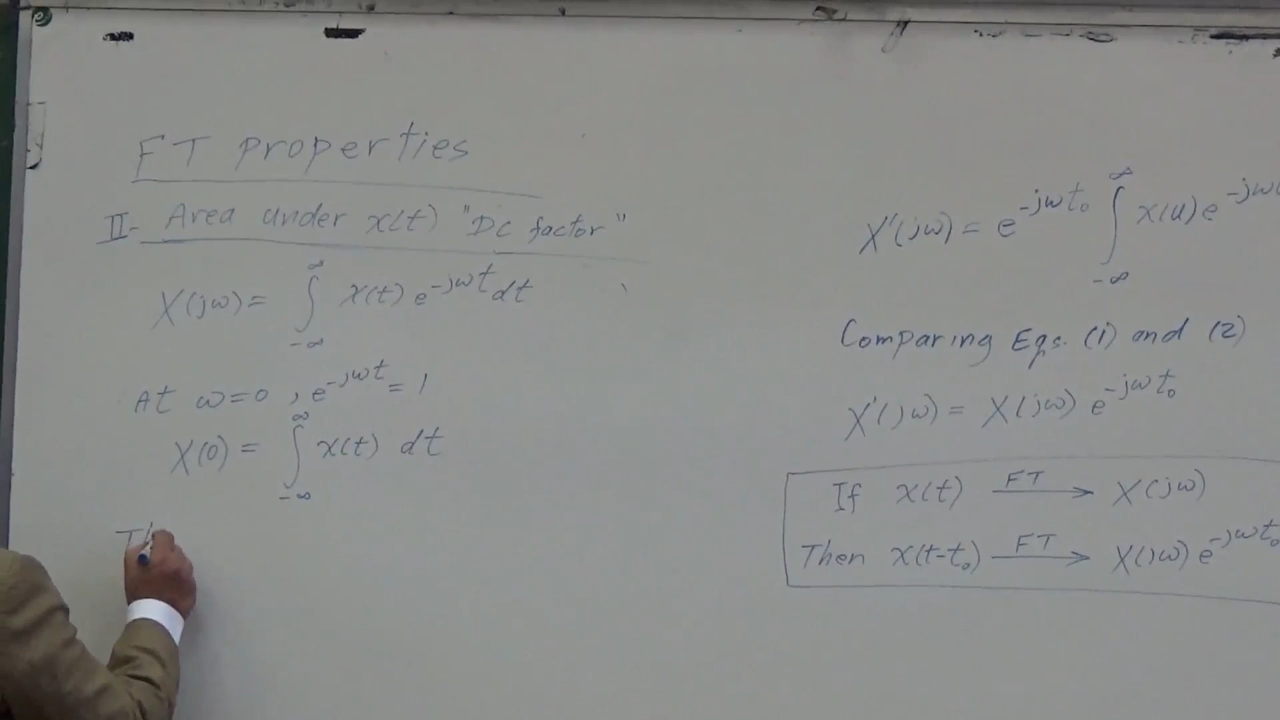 FT properties
II- Area under x(t) "Dc factor"
X(jω) = ∫_{-∞}^{∞} x(t) e^{-jωt} dt
At ω=0 , e^{-jωt} = 1
X(0) = ∫_{-∞}^{∞} x(t) dt
Th
X'(jω) = e^{-jωt₀} ∫_{-∞}^{∞} x(u) e^{-jω
Comparing Eqs. (1) and (2)
X'(jω) = X(jω) e^{-jωt₀}
If x(t) —FT→ X(jω)
Then x(t-t₀) —FT→ X(jω) e^{-jωt₀}